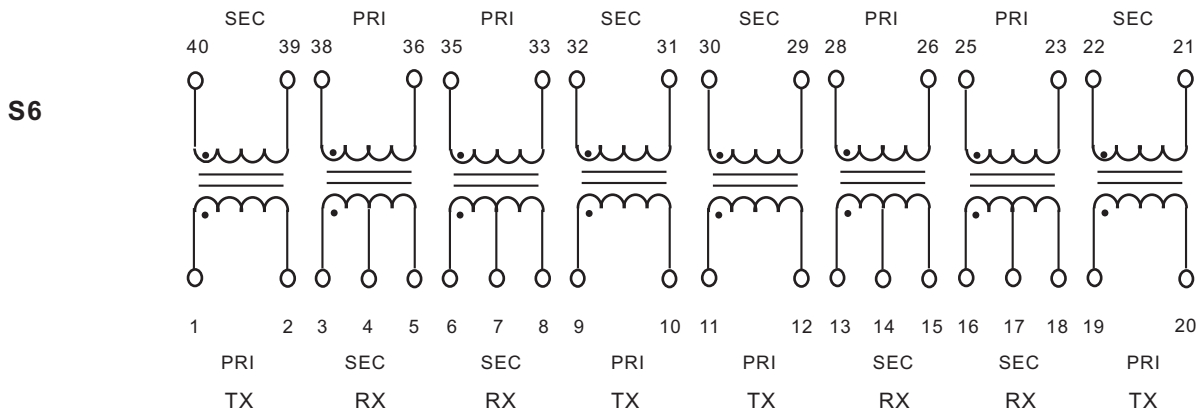 SEC PRI PRI SEC SEC PRI PRI SEC
40 39 38 36 35 33 32 31 30 29 28 26 25 23 22 21
S6
1 2 3 4 5 6 7 8 9 10 11 12 13 14 15 16 17 18 19 20
PRI SEC SEC PRI PRI SEC SEC PRI
TX RX RX TX TX RX RX TX